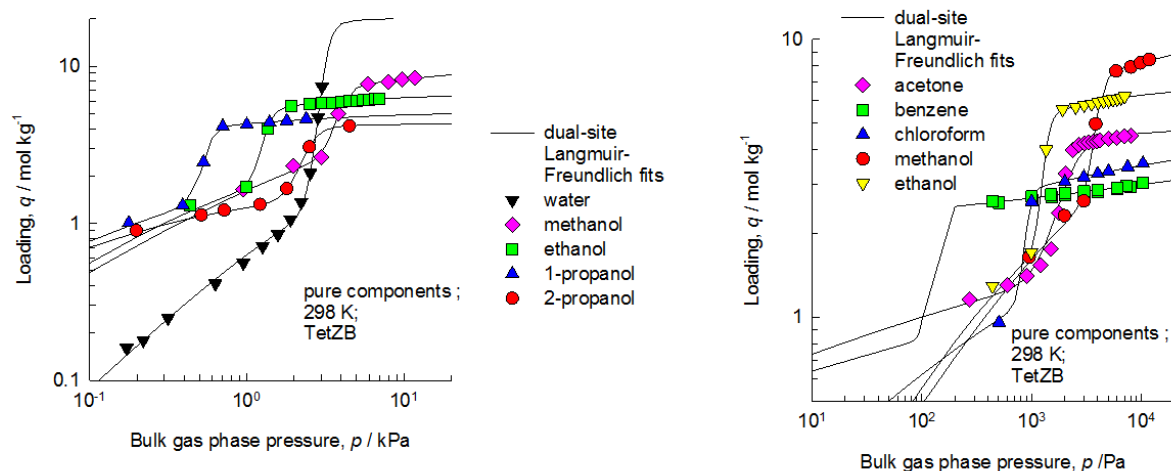 10
1
0.1
Loading, q / mol kg⁻¹
10⁻¹ 10⁰ 10¹
Bulk gas phase pressure, p / kPa
pure components ;
298 K;
TetZB
dual-site
Langmuir-
Freundlich fits
water
methanol
ethanol
1-propanol
2-propanol
10
1
Loading, q / mol kg⁻¹
10¹ 10² 10³ 10⁴
Bulk gas phase pressure, p /Pa
dual-site
Langmuir-
Freundlich fits
acetone
benzene
chloroform
methanol
ethanol
pure components ;
298 K;
TetZB